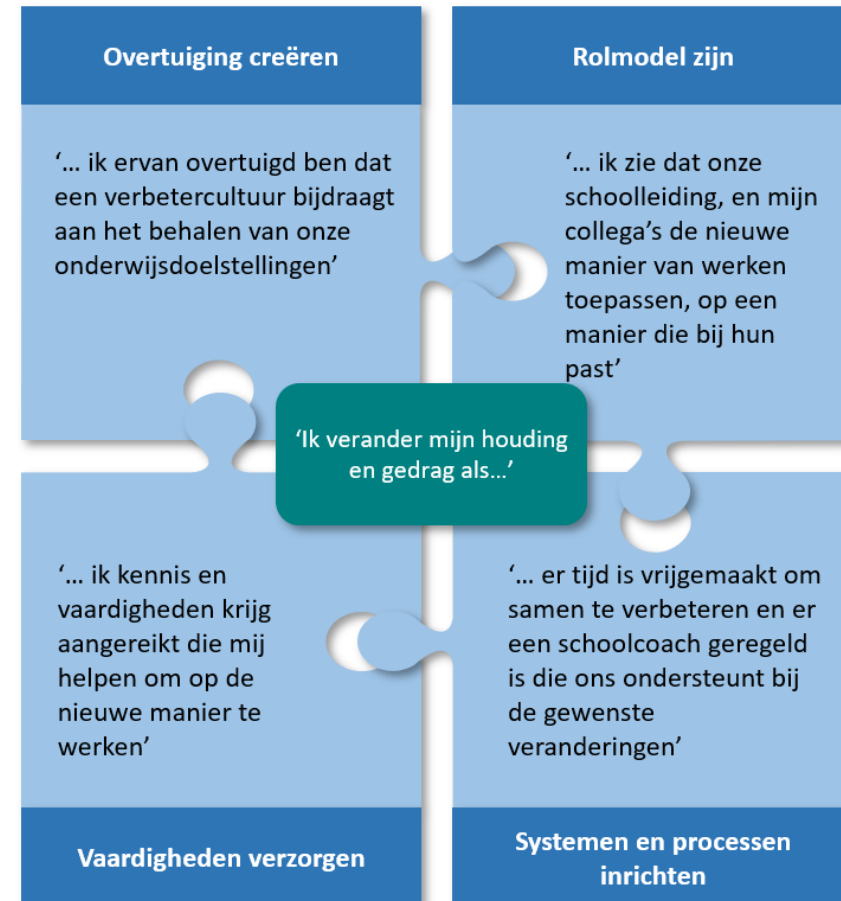 Overtuiging creëren
‘... ik ervan overtuigd ben dat
een verbetercultuur bijdraagt
aan het behalen van onze
onderwijsdoelstellingen’
Rolmodel zijn
‘... ik zie dat onze
schoolleiding, en mijn
collega’s de nieuwe
manier van werken
toepassen, op een
manier die bij hun
past’
‘Ik verander mijn houding
en gedrag als...’
‘... ik kennis en
vaardigheden krijg
aangereikt die mij
helpen om op de
nieuwe manier te
werken’
Vaardigheden verzorgen
‘... er tijd is vrijgemaakt om
samen te verbeteren en er
een schoolcoach geregeld
is die ons ondersteunt bij
de gewenste
veranderingen’
Systemen en processen
inrichten